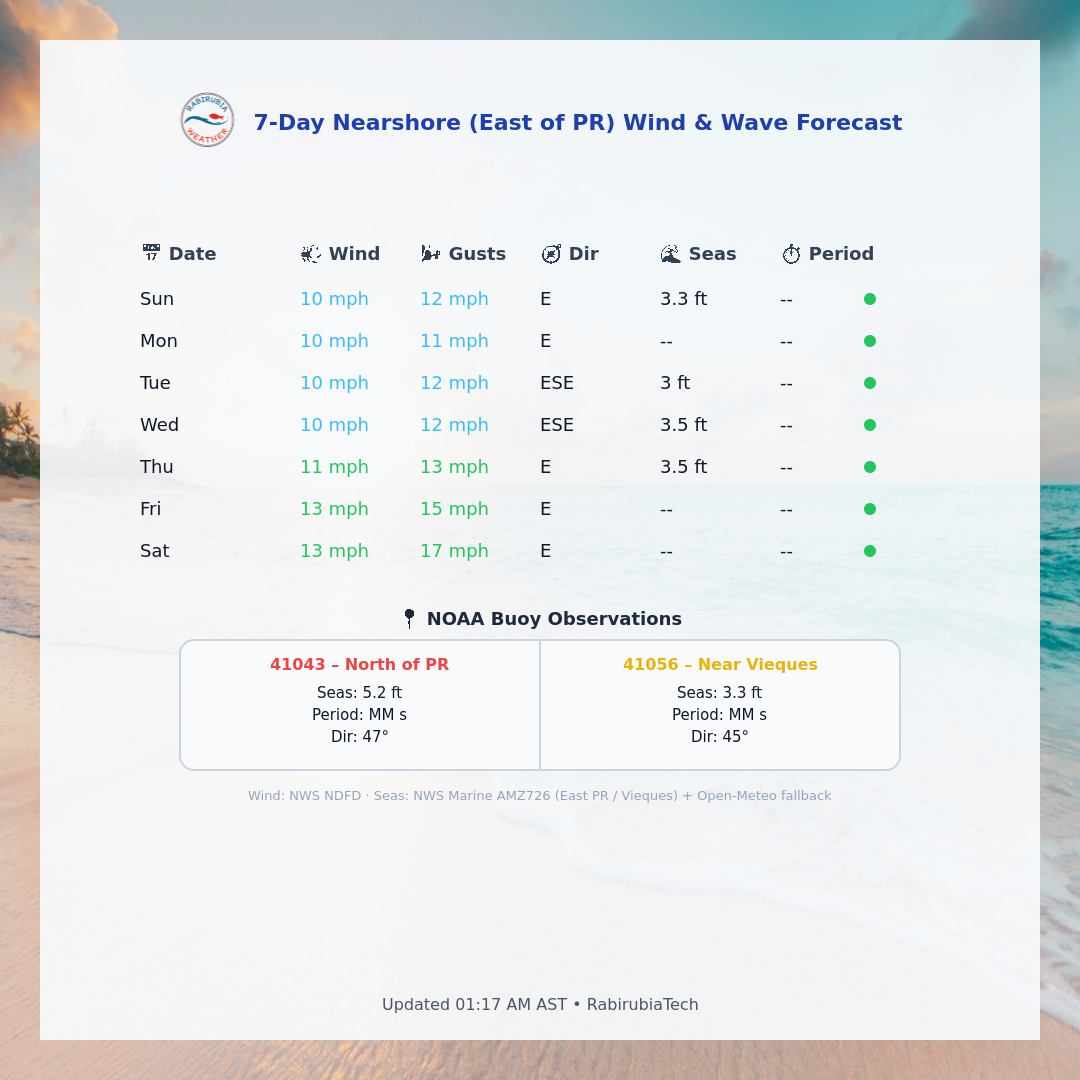 RABIRUBIA
WEATHER
7-Day Nearshore (East of PR) Wind & Wave Forecast
Date Wind Gusts Dir Seas Period
Sun 10 mph 12 mph E 3.3 ft --
Mon 10 mph 11 mph E -- --
Tue 10 mph 12 mph ESE 3 ft --
Wed 10 mph 12 mph ESE 3.5 ft --
Thu 11 mph 13 mph E 3.5 ft --
Fri 13 mph 15 mph E -- --
Sat 13 mph 17 mph E -- --
NOAA Buoy Observations
41043 – North of PR
Seas: 5.2 ft
Period: MM s
Dir: 47°
41056 – Near Vieques
Seas: 3.3 ft
Period: MM s
Dir: 45°
Wind: NWS NDFD · Seas: NWS Marine AMZ726 (East PR / Vieques) + Open-Meteo fallback
Updated 01:17 AM AST • RabirubiaTech